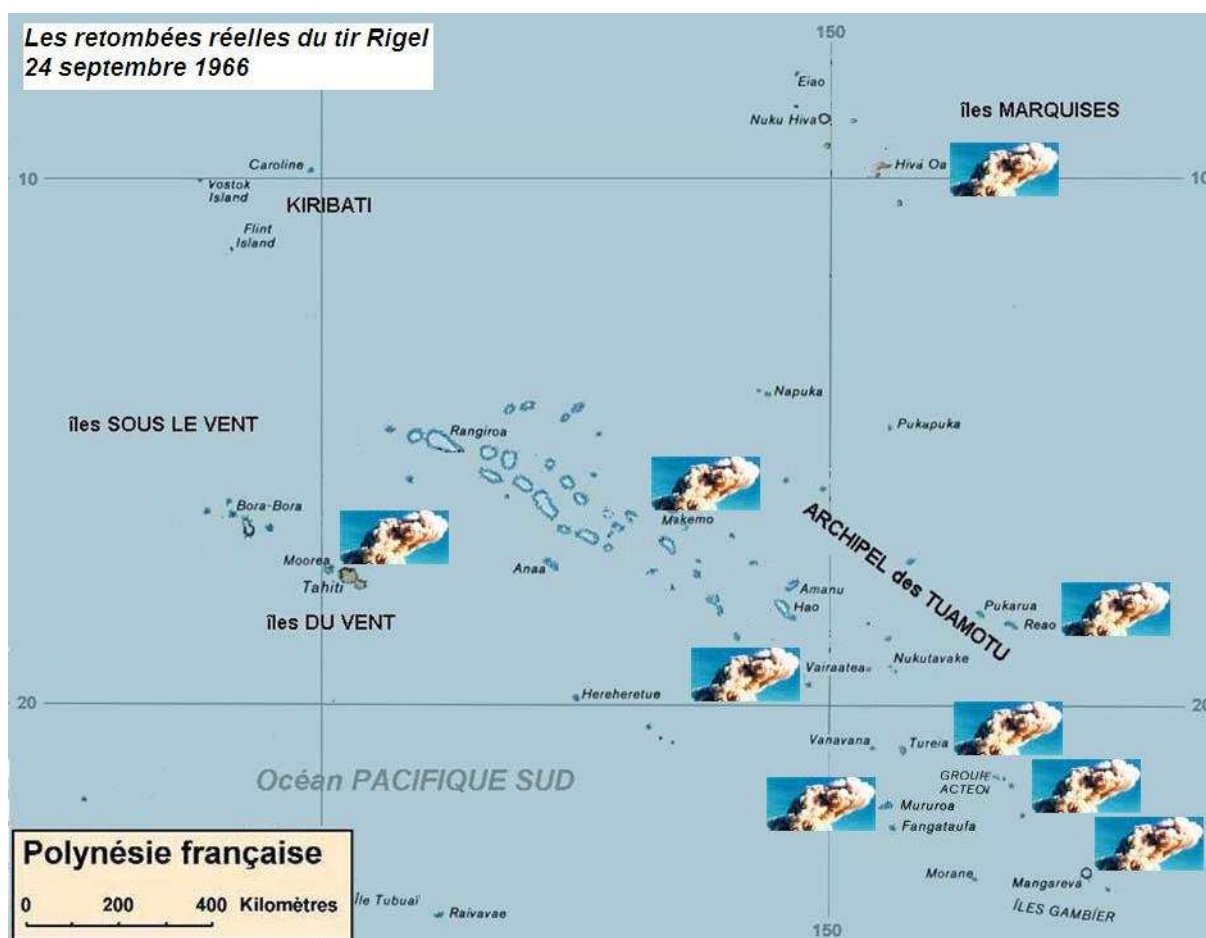 Les retombées réelles du tir Rigel
24 septembre 1966
150
Eiao
Nuku Hiva
îles MARQUISES
Caroline
Hiva Oa
10
Vostok
Island
10
KIRIBATI
Flint
Island
Napuka
îles SOUS LE VENT
Rangiroa
Pukapuka
Bora-Bora
Makemo
ARCHIPEL des TUAMOTU
Moorea
Anaa
Tahiti
Amanu
Hao
îles DU VENT
Pukarua
Reao
Nukutavake
Vairaatea
Hereheretue
20
20
Vanavana
Tureia
Océan PACIFIQUE SUD
GROUPE
ACTEON
Mururoa
Fangataufa
Polynésie française
Morane
Mangareva
0 200 400 Kilomètres
Île Tubuaï
Raivavae
ÎLES GAMBÏER
150